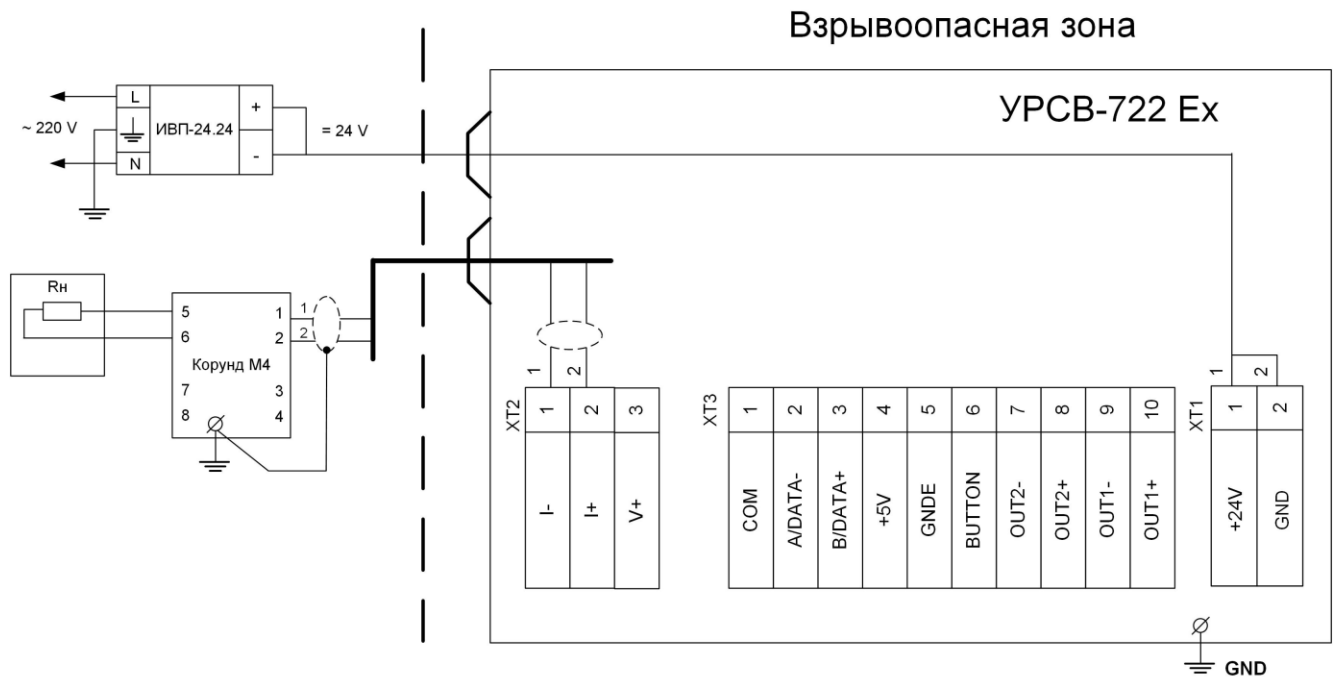 Взрывоопасная зона
УРСВ-722 Ex
L
N
~ 220 V
ИВП-24.24
+
-
= 24 V
Rн
5
6
7
8
Корунд М4
1
2
3
4
1
2
1
2
XT2
1
2
3
I-
I+
V+
XT3
1
2
3
4
5
6
7
8
9
10
COM
A/DATA-
B/DATA+
+5V
GNDE
BUTTON
OUT2-
OUT2+
OUT1-
OUT1+
1
2
XT1
1
2
+24V
GND
GND